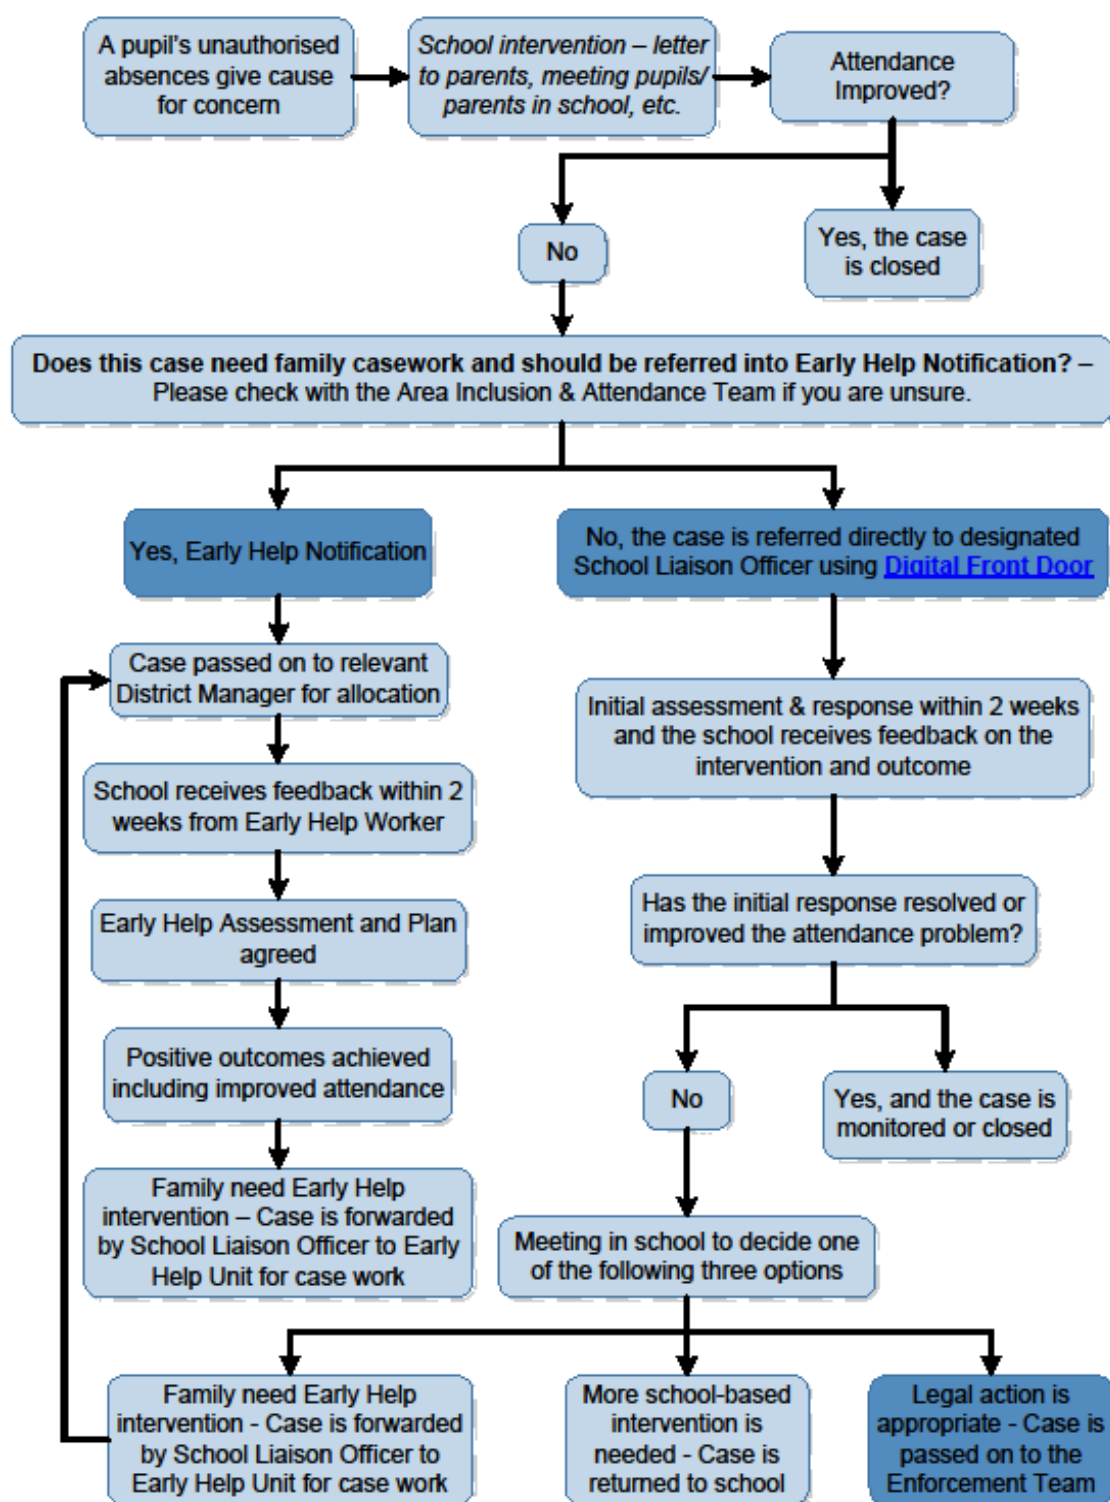 A pupil's unauthorised
absences give cause
for concern
School intervention – letter
to parents, meeting pupils/
parents in school, etc.
Attendance
Improved?
No
Yes, the case
is closed
Does this case need family casework and should be referred into Early Help Notification? –
Please check with the Area Inclusion & Attendance Team if you are unsure.
Yes, Early Help Notification
No, the case is referred directly to designated
School Liaison Officer using Digital Front Door
Case passed on to relevant
District Manager for allocation
Initial assessment & response within 2 weeks
and the school receives feedback on the
intervention and outcome
School receives feedback within 2
weeks from Early Help Worker
Has the initial response resolved or
improved the attendance problem?
Early Help Assessment and Plan
agreed
Positive outcomes achieved
including improved attendance
No
Yes, and the case is
monitored or closed
Family need Early Help
intervention – Case is forwarded
by School Liaison Officer to Early
Help Unit for case work
Meeting in school to decide one
of the following three options
Family need Early Help
intervention - Case is forwarded
by School Liaison Officer to
Early Help Unit for case work
More school-based
intervention is
needed - Case is
returned to school
Legal action is
appropriate - Case is
passed on to the
Enforcement Team